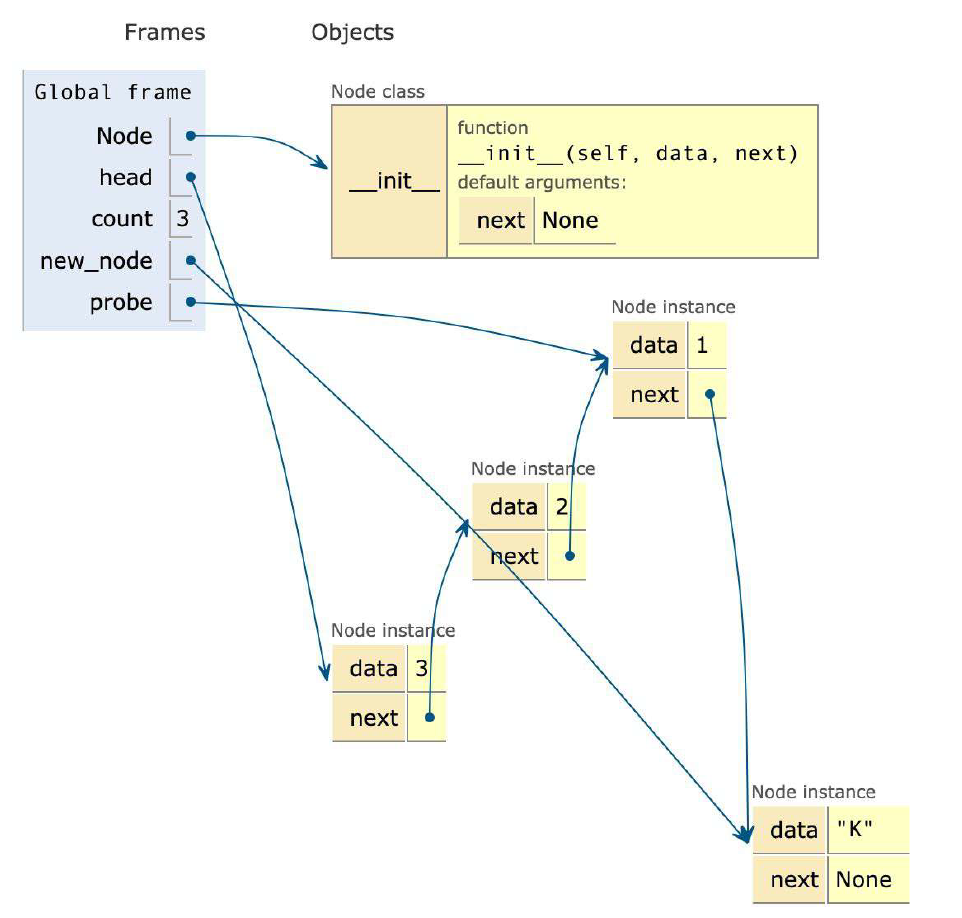 Frames Objects
Global frame
Node
head
count 3
new_node
probe
Node class
__init__
function
__init__(self, data, next)
default arguments:
next None
Node instance
data 1
next
Node instance
data 2
next
Node instance
data 3
next
Node instance
data "K"
next None